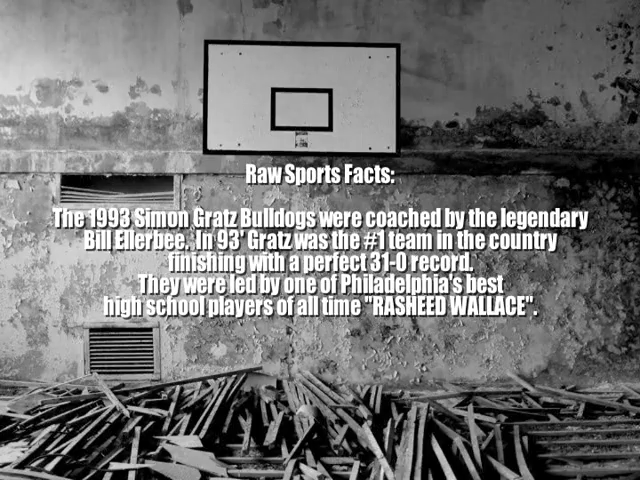 Raw Sports Facts:
The 1993 Simon Gratz Bulldogs were coached by the legendary
Bill Ellerbee. In 93' Gratz was the #1 team in the country
finishing with a perfect 31-0 record.
They were led by one of Philadelphia's best
high school players of all time "RASHEED WALLACE".